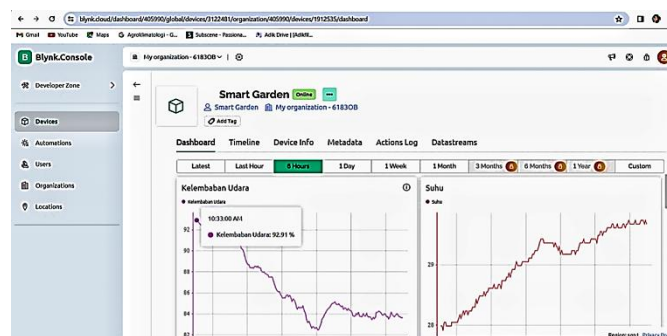 blynk.cloud/dashboard/405990/global/devices/3122481/organization/405990/devices/1912535/dashboard
Gmail YouTube Maps Agroklimatologi - G... Subscene - Passiona...
Blynk.Console
My organization - 6183OB
Developer Zone
Devices
Automations
Users
Organizations
Locations
Smart Garden Online
Smart Garden My organization - 6183OB
Add Tag
Dashboard Timeline Device Info Metadata Actions Log Datastreams
Latest Last Hour 6 Hours 1 Day 1 Week 1 Month 3 Months 6 Months 1 Year Custom
Kelembaban Udara
Kelembaban Udara
10:33:00 AM
Kelembaban Udara: 92.91 %
92
90
88
86
84
82
Suhu
Suhu
29
28
Region: sgp1 Privacy